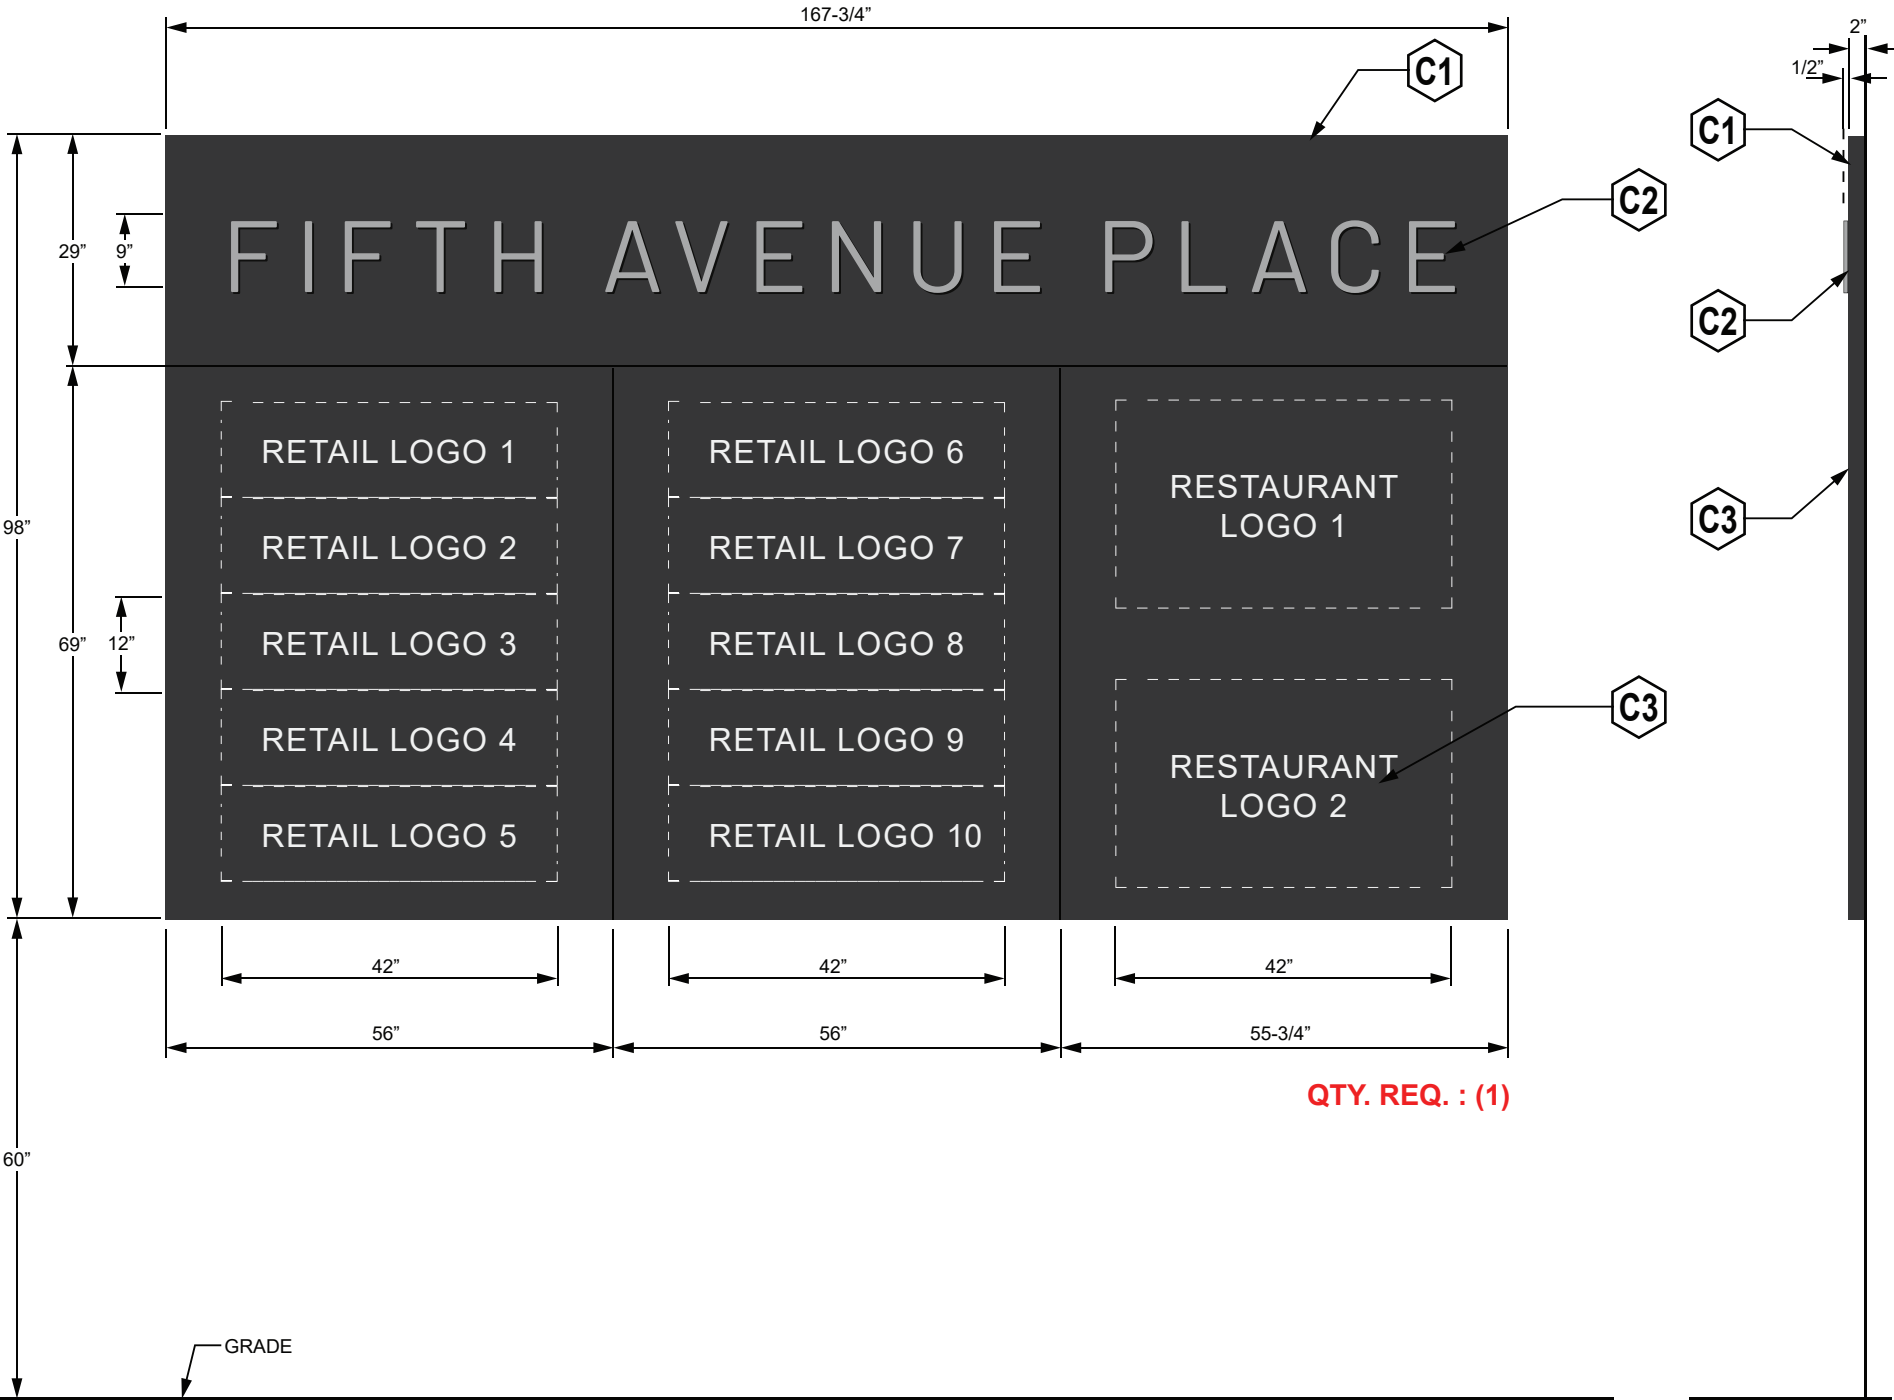 167-3/4”
2”
1/2”
C1
C1
C2
29”
9”
FIFTH AVENUE PLACE
C2
RETAIL LOGO 1
RETAIL LOGO 6
RESTAURANT
LOGO 1
98”
RETAIL LOGO 2
RETAIL LOGO 7
C3
69”
12”
RETAIL LOGO 3
RETAIL LOGO 8
C3
RETAIL LOGO 4
RETAIL LOGO 9
RESTAURANT
LOGO 2
RETAIL LOGO 5
RETAIL LOGO 10
42”
42”
42”
56”
56”
55-3/4”
QTY. REQ. : (1)
60”
GRADE